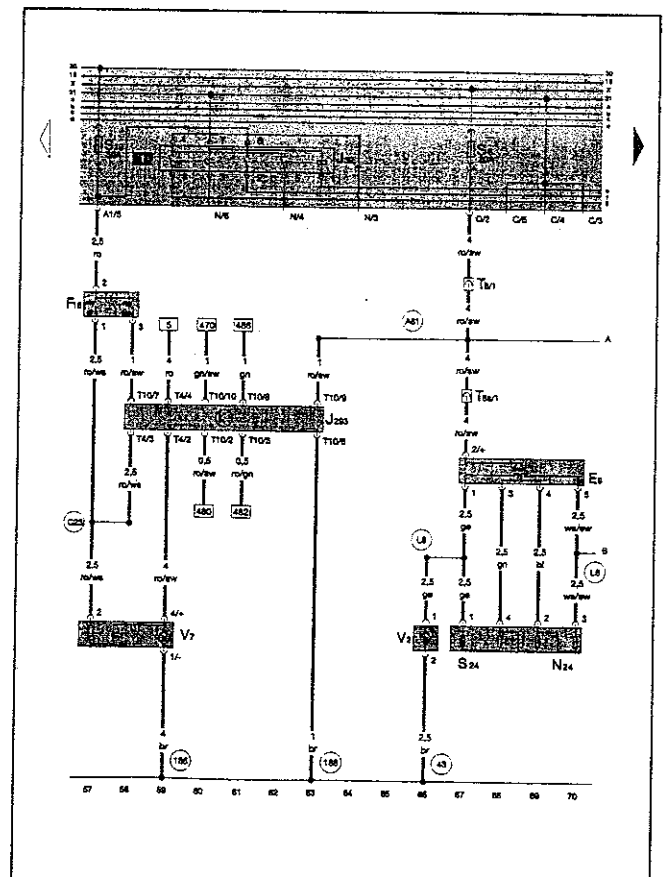 30
15
X
31
30
15
X
31
A1/5
N/6
N/4
N/3
O/2
C/5
C/4
C/3
2,5
ro
4
ro/sw
T8/1
2
F18
1
3
5
470
486
A81
4
ro/sw
A
2,5
ro/ws
1
ro/sw
4
ro
1
gn/sw
1
gn
1
ro/sw
4
ro/sw
T8a/1
T10/7
T4/4
T10/10
T10/8
T10/9
J293
T4/3
T4/2
T10/2
T10/3
4
ro/sw
2/+
E9
2,5
ro/ws
0,5
ro/sw
0,5
ro/gn
1
3
4
5
480
482
2,5
ge
2,5
ws/sw
L8
2,5
gn
2,5
bl
B
2,5
ro/ws
4
ro/sw
2,5
ge
2,5
ge
2,5
ws/sw
2
4/+
V7
1/-
1
V2
2
1
4
2
3
S24
N24
4
br
1
br
2,5
br
43
57
58
59
60
61
62
63
64
65
66
67
68
69
70